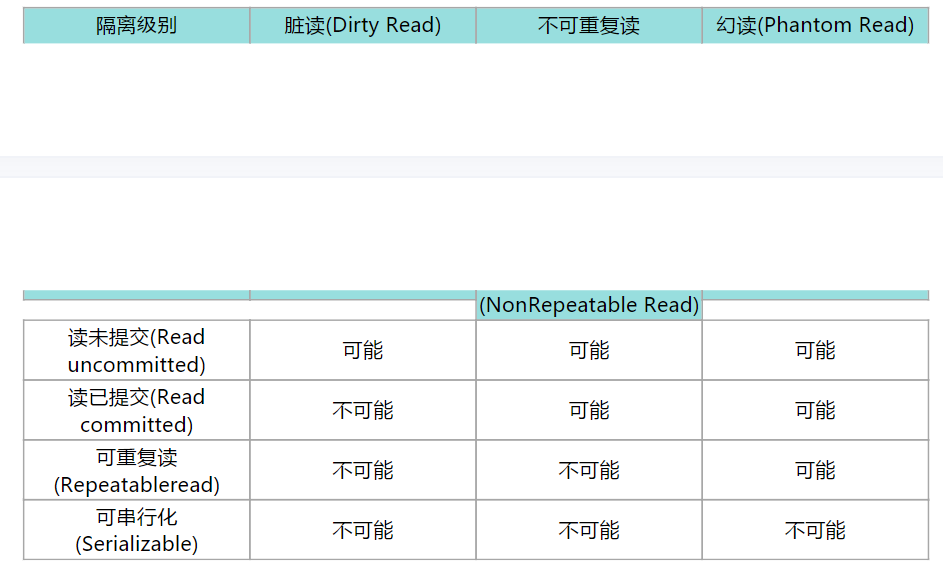 隔离级别 脏读(Dirty Read) 不可重复读 幻读(Phantom Read)
(NonRepeatable Read)
读未提交(Read
uncommitted) 可能 可能 可能
读已提交(Read
committed) 不可能 可能 可能
可重复读
(Repeatableread) 不可能 不可能 可能
可串行化
(Serializable) 不可能 不可能 不可能